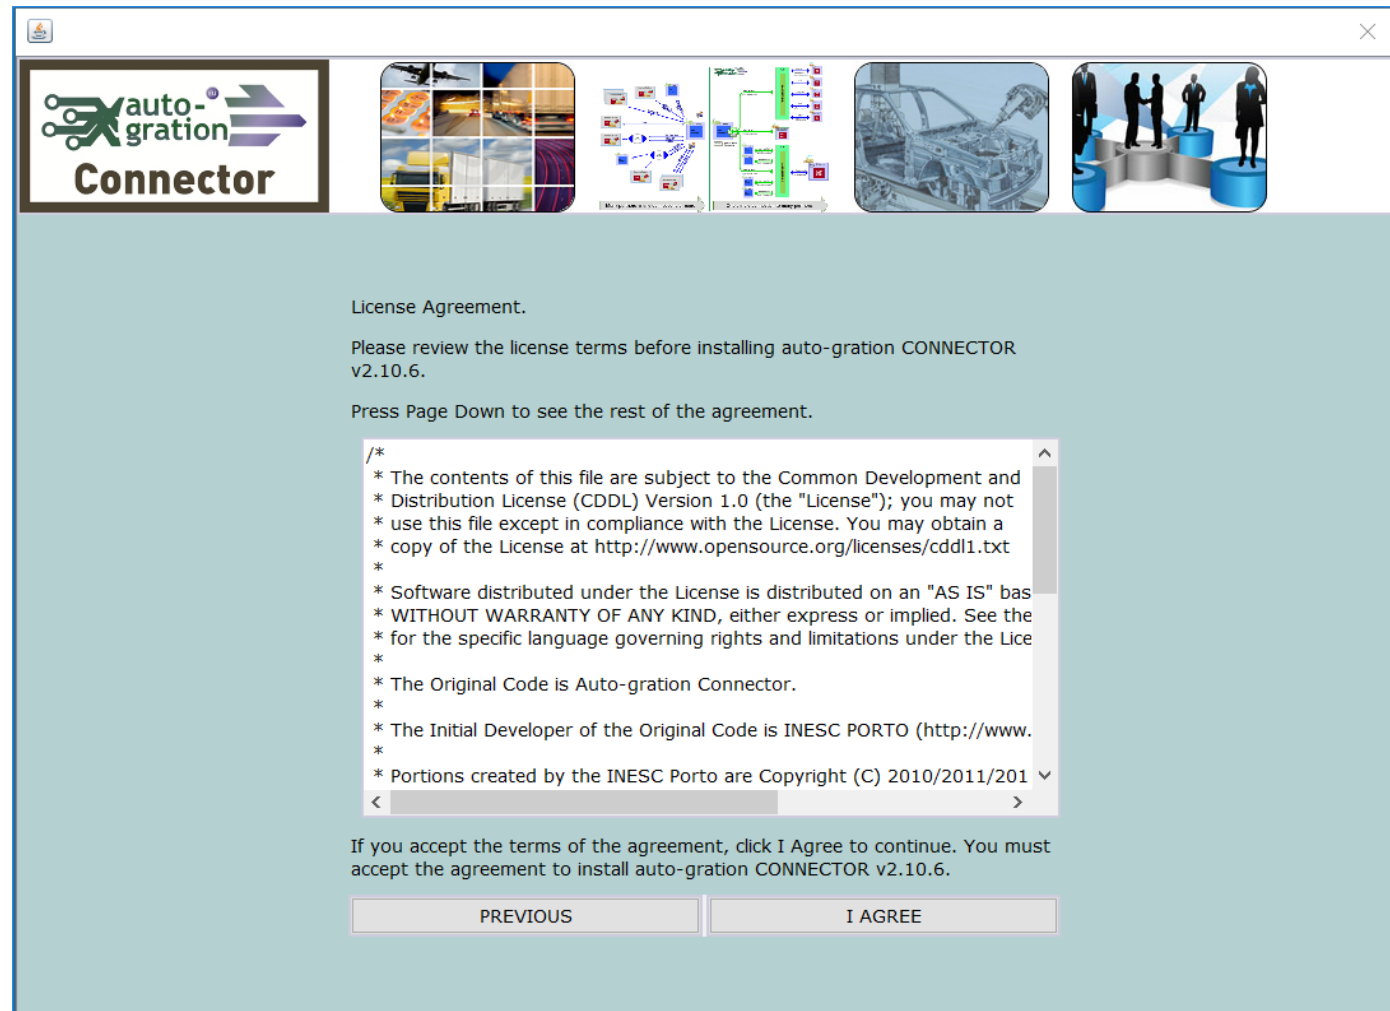 auto-
gration
EU
Connector
License Agreement.
Please review the license terms before installing auto-gration CONNECTOR
v2.10.6.
Press Page Down to see the rest of the agreement.
/*
* The contents of this file are subject to the Common Development and
* Distribution License (CDDL) Version 1.0 (the "License"); you may not
* use this file except in compliance with the License. You may obtain a
* copy of the License at http://www.opensource.org/licenses/cddl1.txt
*
* Software distributed under the License is distributed on an "AS IS" bas
* WITHOUT WARRANTY OF ANY KIND, either express or implied. See the
* for the specific language governing rights and limitations under the Lice
*
* The Original Code is Auto-gration Connector.
*
* The Initial Developer of the Original Code is INESC PORTO (http://www.
*
* Portions created by the INESC Porto are Copyright (C) 2010/2011/201
If you accept the terms of the agreement, click I Agree to continue. You must
accept the agreement to install auto-gration CONNECTOR v2.10.6.
PREVIOUS
I AGREE